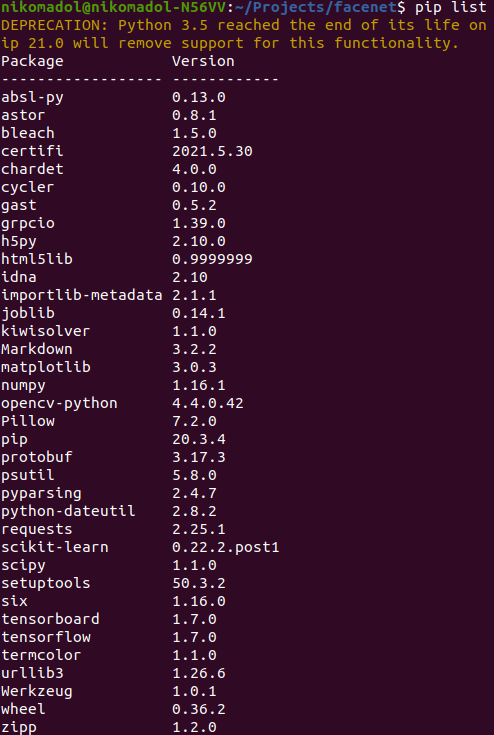 nikomadol@nikomadol-N56VV:~/Projects/facenet$ pip list
DEPRECATION: Python 3.5 reached the end of its life on
ip 21.0 will remove support for this functionality.
Package            Version
------------------ ------------
absl-py            0.13.0
astor              0.8.1
bleach             1.5.0
certifi            2021.5.30
chardet            4.0.0
cycler             0.10.0
gast               0.5.2
grpcio             1.39.0
h5py               2.10.0
html5lib           0.9999999
idna               2.10
importlib-metadata 2.1.1
joblib             0.14.1
kiwisolver         1.1.0
Markdown           3.2.2
matplotlib         3.0.3
numpy              1.16.1
opencv-python      4.4.0.42
Pillow             7.2.0
pip                20.3.4
protobuf           3.17.3
psutil             5.8.0
pyparsing          2.4.7
python-dateutil    2.8.2
requests           2.25.1
scikit-learn       0.22.2.post1
scipy              1.1.0
setuptools         50.3.2
six                1.16.0
tensorboard        1.7.0
tensorflow         1.7.0
termcolor          1.1.0
urllib3            1.26.6
Werkzeug           1.0.1
wheel              0.36.2
zipp               1.2.0